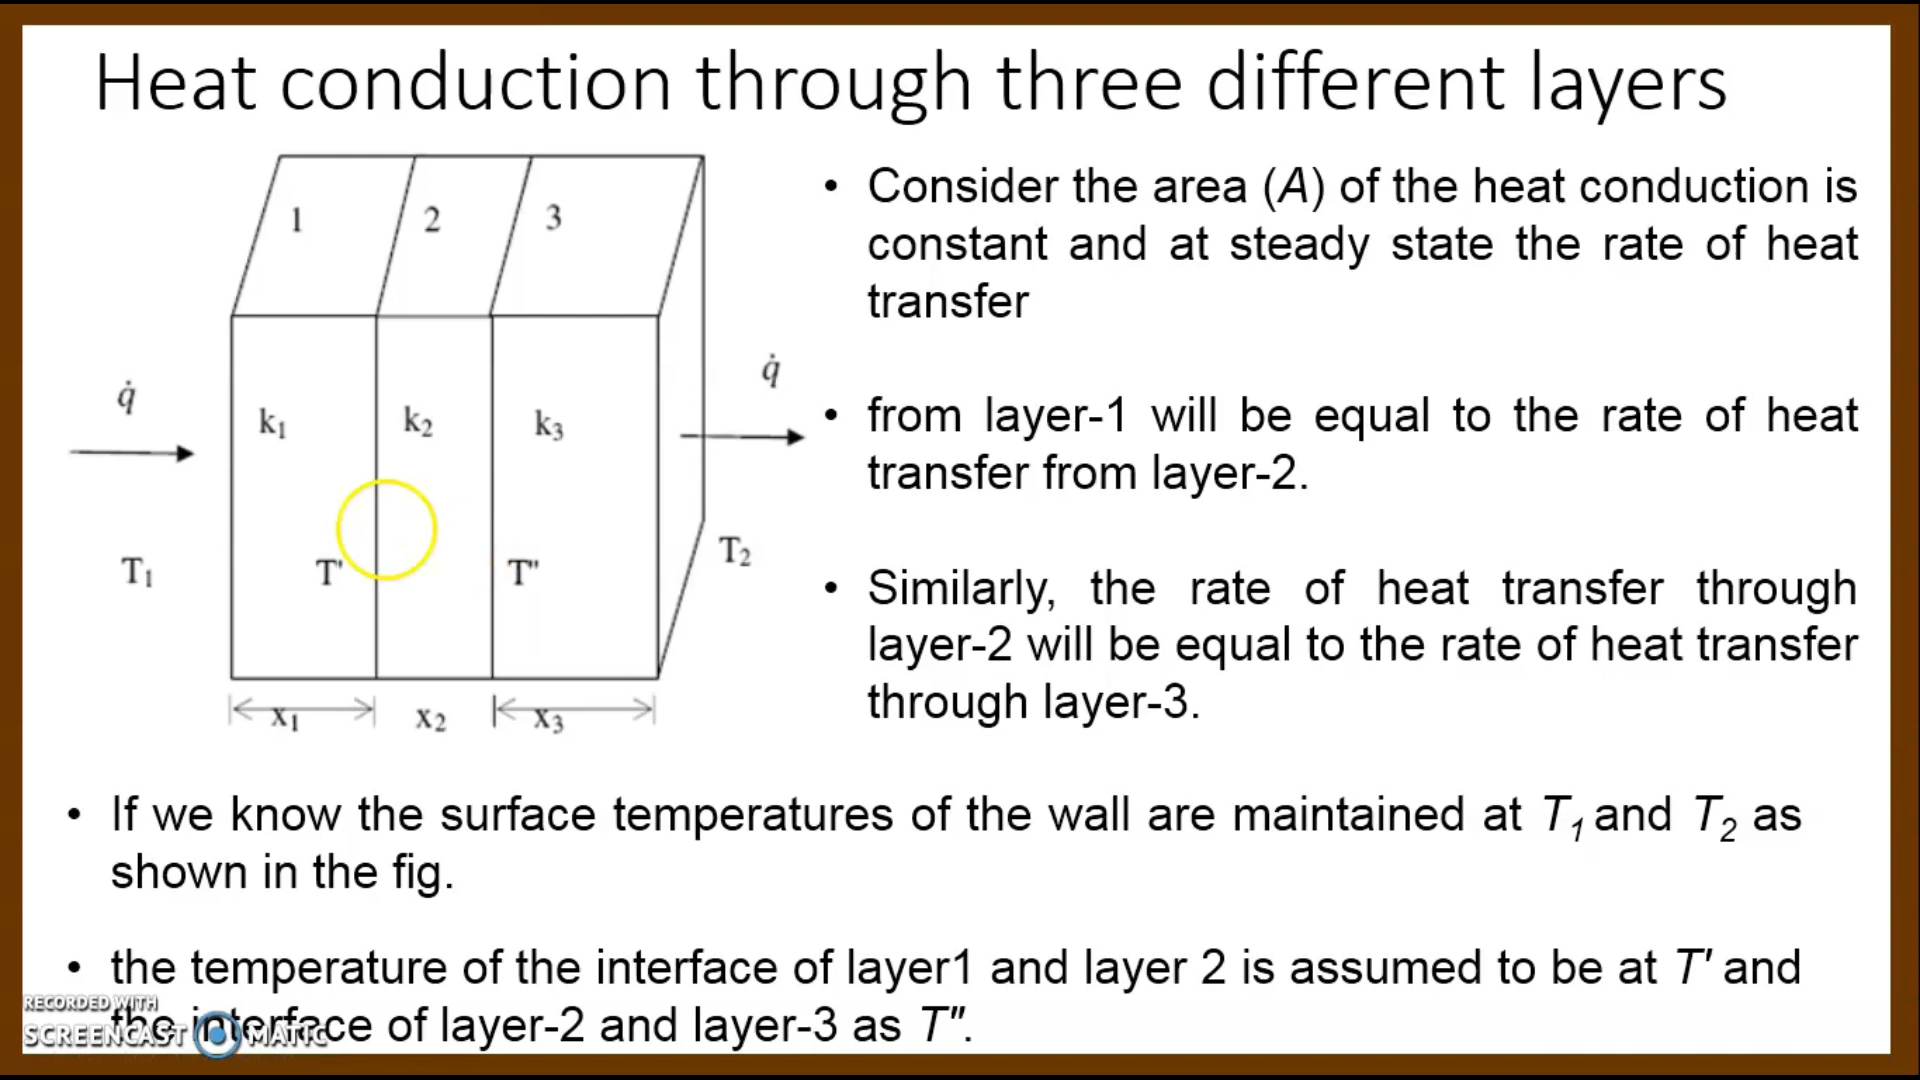 Heat conduction through three different layers
1 2 3
q̇
k₁ k₂ k₃
q̇
T₁ T' T" T₂
x₁ x₂ x₃
• Consider the area (A) of the heat conduction is
constant and at steady state the rate of heat
transfer
• from layer-1 will be equal to the rate of heat
transfer from layer-2.
• Similarly, the rate of heat transfer through
layer-2 will be equal to the rate of heat transfer
through layer-3.
• If we know the surface temperatures of the wall are maintained at T₁ and T₂ as
shown in the fig.
• the temperature of the interface of layer1 and layer 2 is assumed to be at T' and
the interface of layer-2 and layer-3 as T".
RECORDED WITH
SCREENCAST MATIC